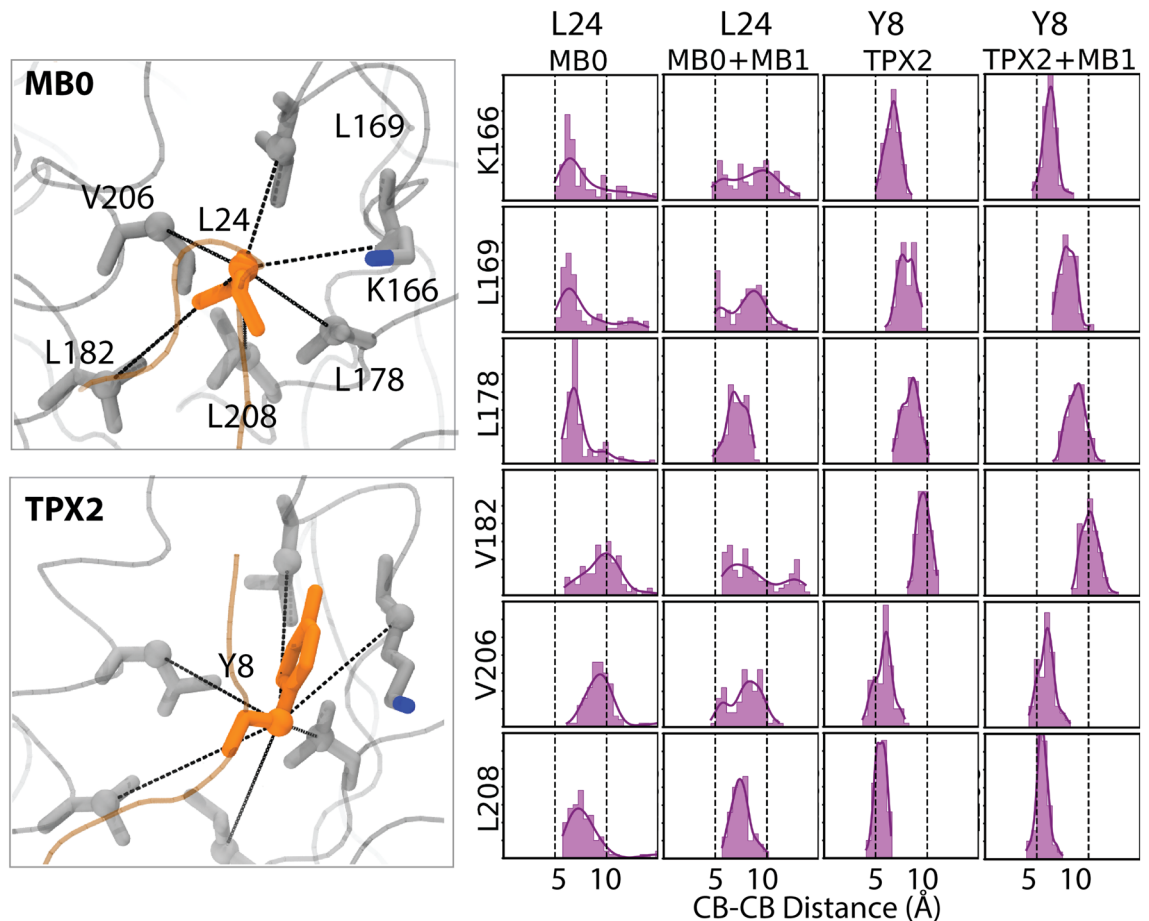 MB0
L169
V206
L24
K166
L182
L178
L208
TPX2
Y8
L24 L24 Y8 Y8
MB0 MB0+MB1 TPX2 TPX2+MB1
K166
L169
L178
V182
V206
L208
5 10 5 10 5 10 5 10
CB-CB Distance (Å)